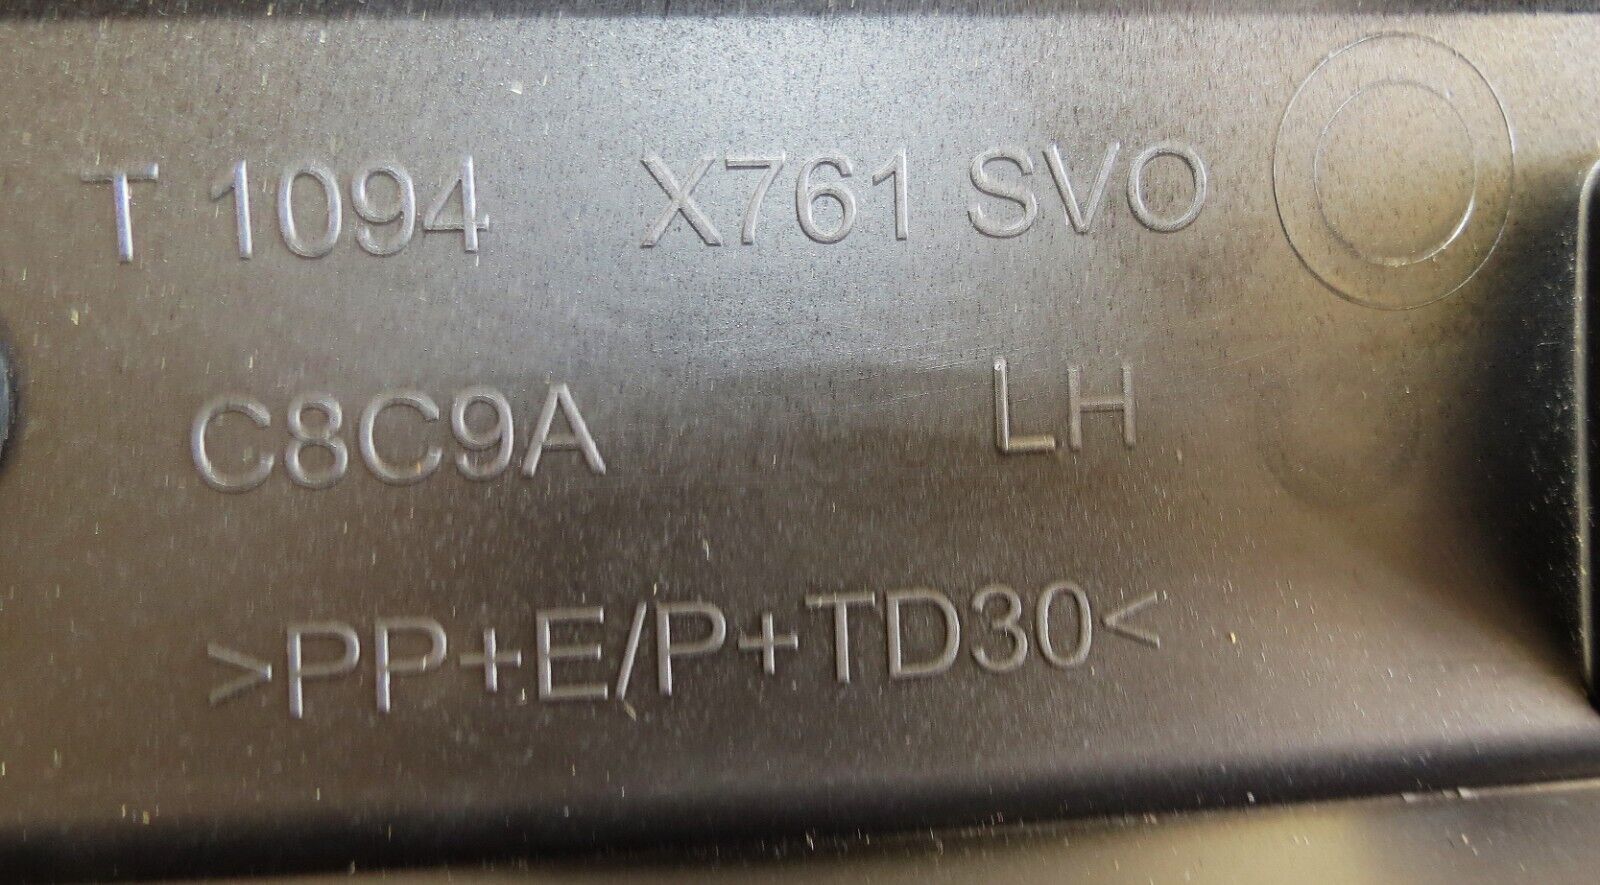 T 1094 X761 SVO
C8C9A LH
>PP+E/P+TD30<